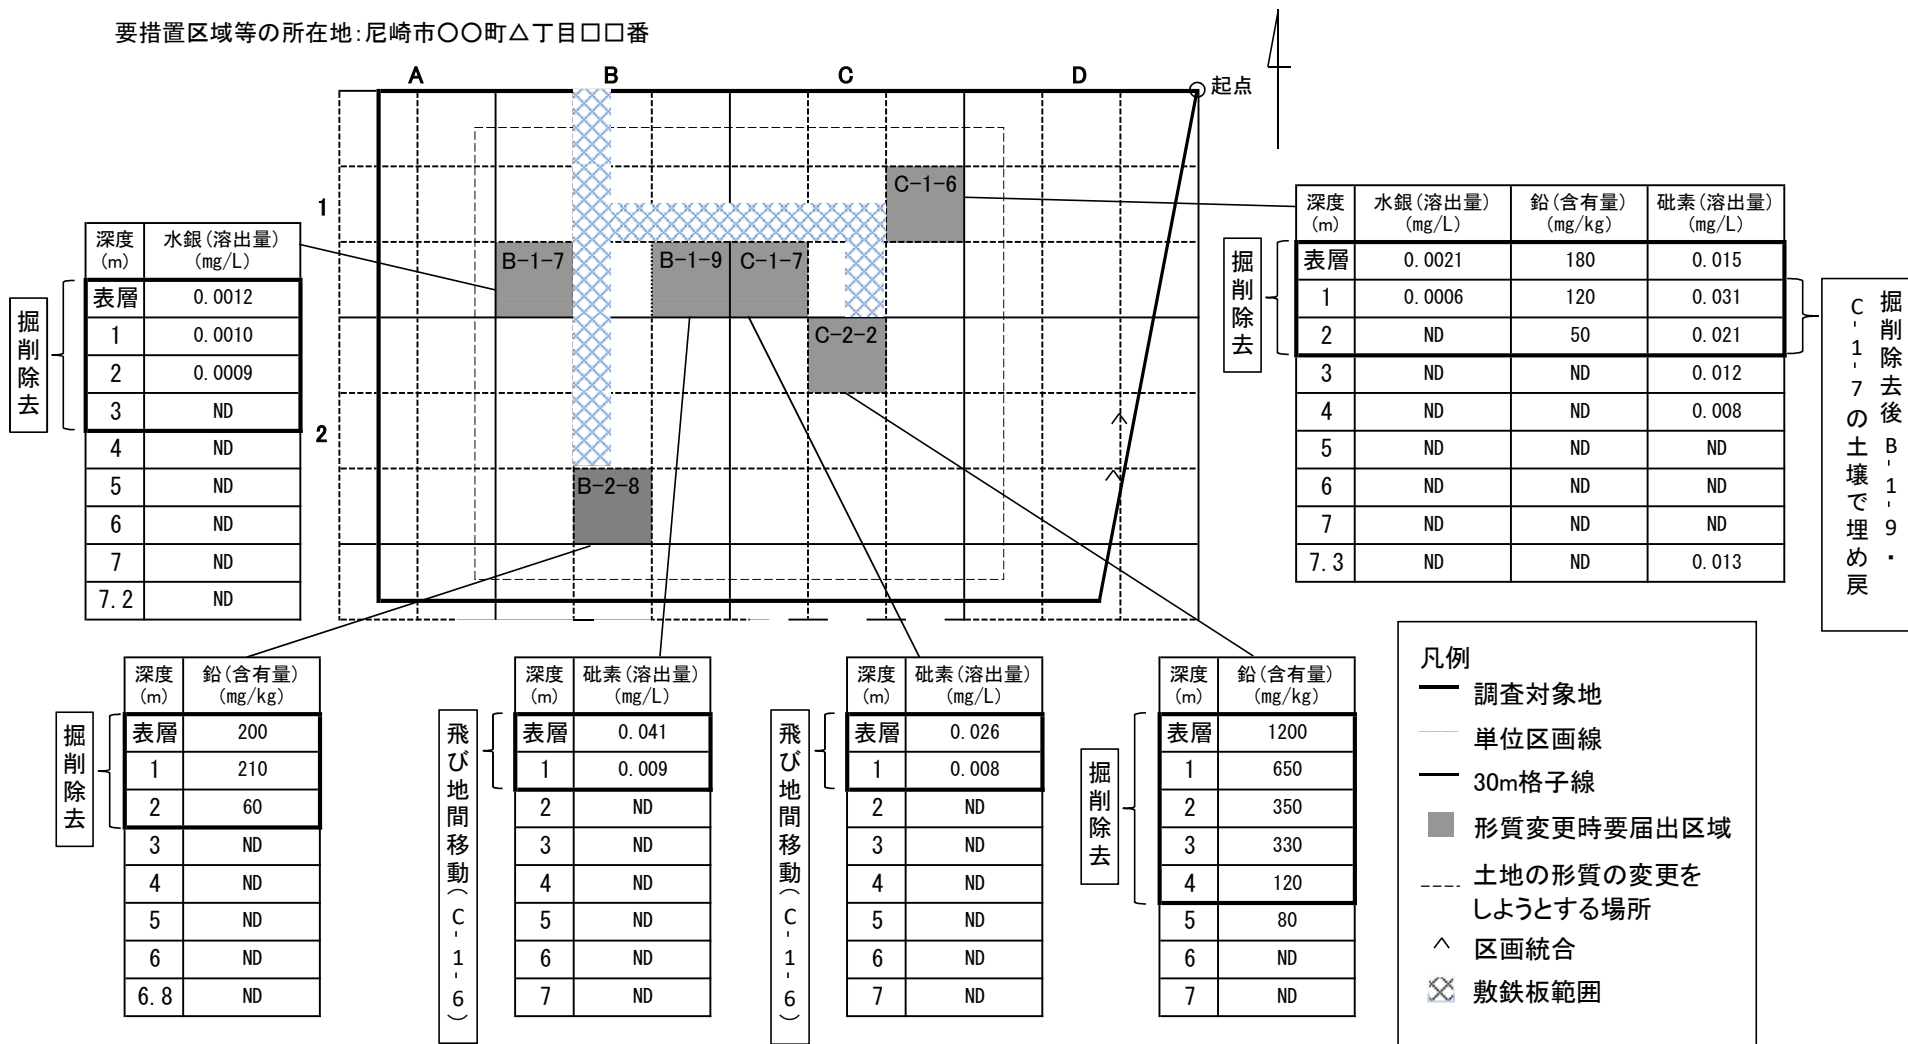 要措置区域等の所在地:尼崎市〇〇町△丁目□□番
A B C D
起点
1
2
C-1-6
B-1-7
B-1-9
C-1-7
C-2-2
B-2-8
掘削除去
深度(m) 水銀(溶出量)(mg/L)
表層 0.0012
1 0.0010
2 0.0009
3 ND
4 ND
5 ND
6 ND
7 ND
7.2 ND
掘削除去
深度(m) 水銀(溶出量)(mg/L) 鉛(含有量)(mg/kg) 砒素(溶出量)(mg/L)
表層 0.0021 180 0.015
1 0.0006 120 0.031
2 ND 50 0.021
3 ND ND 0.012
4 ND ND 0.008
5 ND ND ND
6 ND ND ND
7 ND ND ND
7.3 ND ND 0.013
掘削除去後B-1-9・
C-1-7の土壌で埋め戻
掘削除去
深度(m) 鉛(含有量)(mg/kg)
表層 200
1 210
2 60
3 ND
4 ND
5 ND
6 ND
6.8 ND
飛び地間移動(C-1-6)
深度(m) 砒素(溶出量)(mg/L)
表層 0.041
1 0.009
2 ND
3 ND
4 ND
5 ND
6 ND
7 ND
飛び地間移動(C-1-6)
深度(m) 砒素(溶出量)(mg/L)
表層 0.026
1 0.008
2 ND
3 ND
4 ND
5 ND
6 ND
7 ND
掘削除去
深度(m) 鉛(含有量)(mg/kg)
表層 1200
1 650
2 350
3 330
4 120
5 80
6 ND
7 ND
凡例
調査対象地
単位区画線
30m格子線
形質変更時要届出区域
土地の形質の変更を
しようとする場所
区画統合
敷鉄板範囲